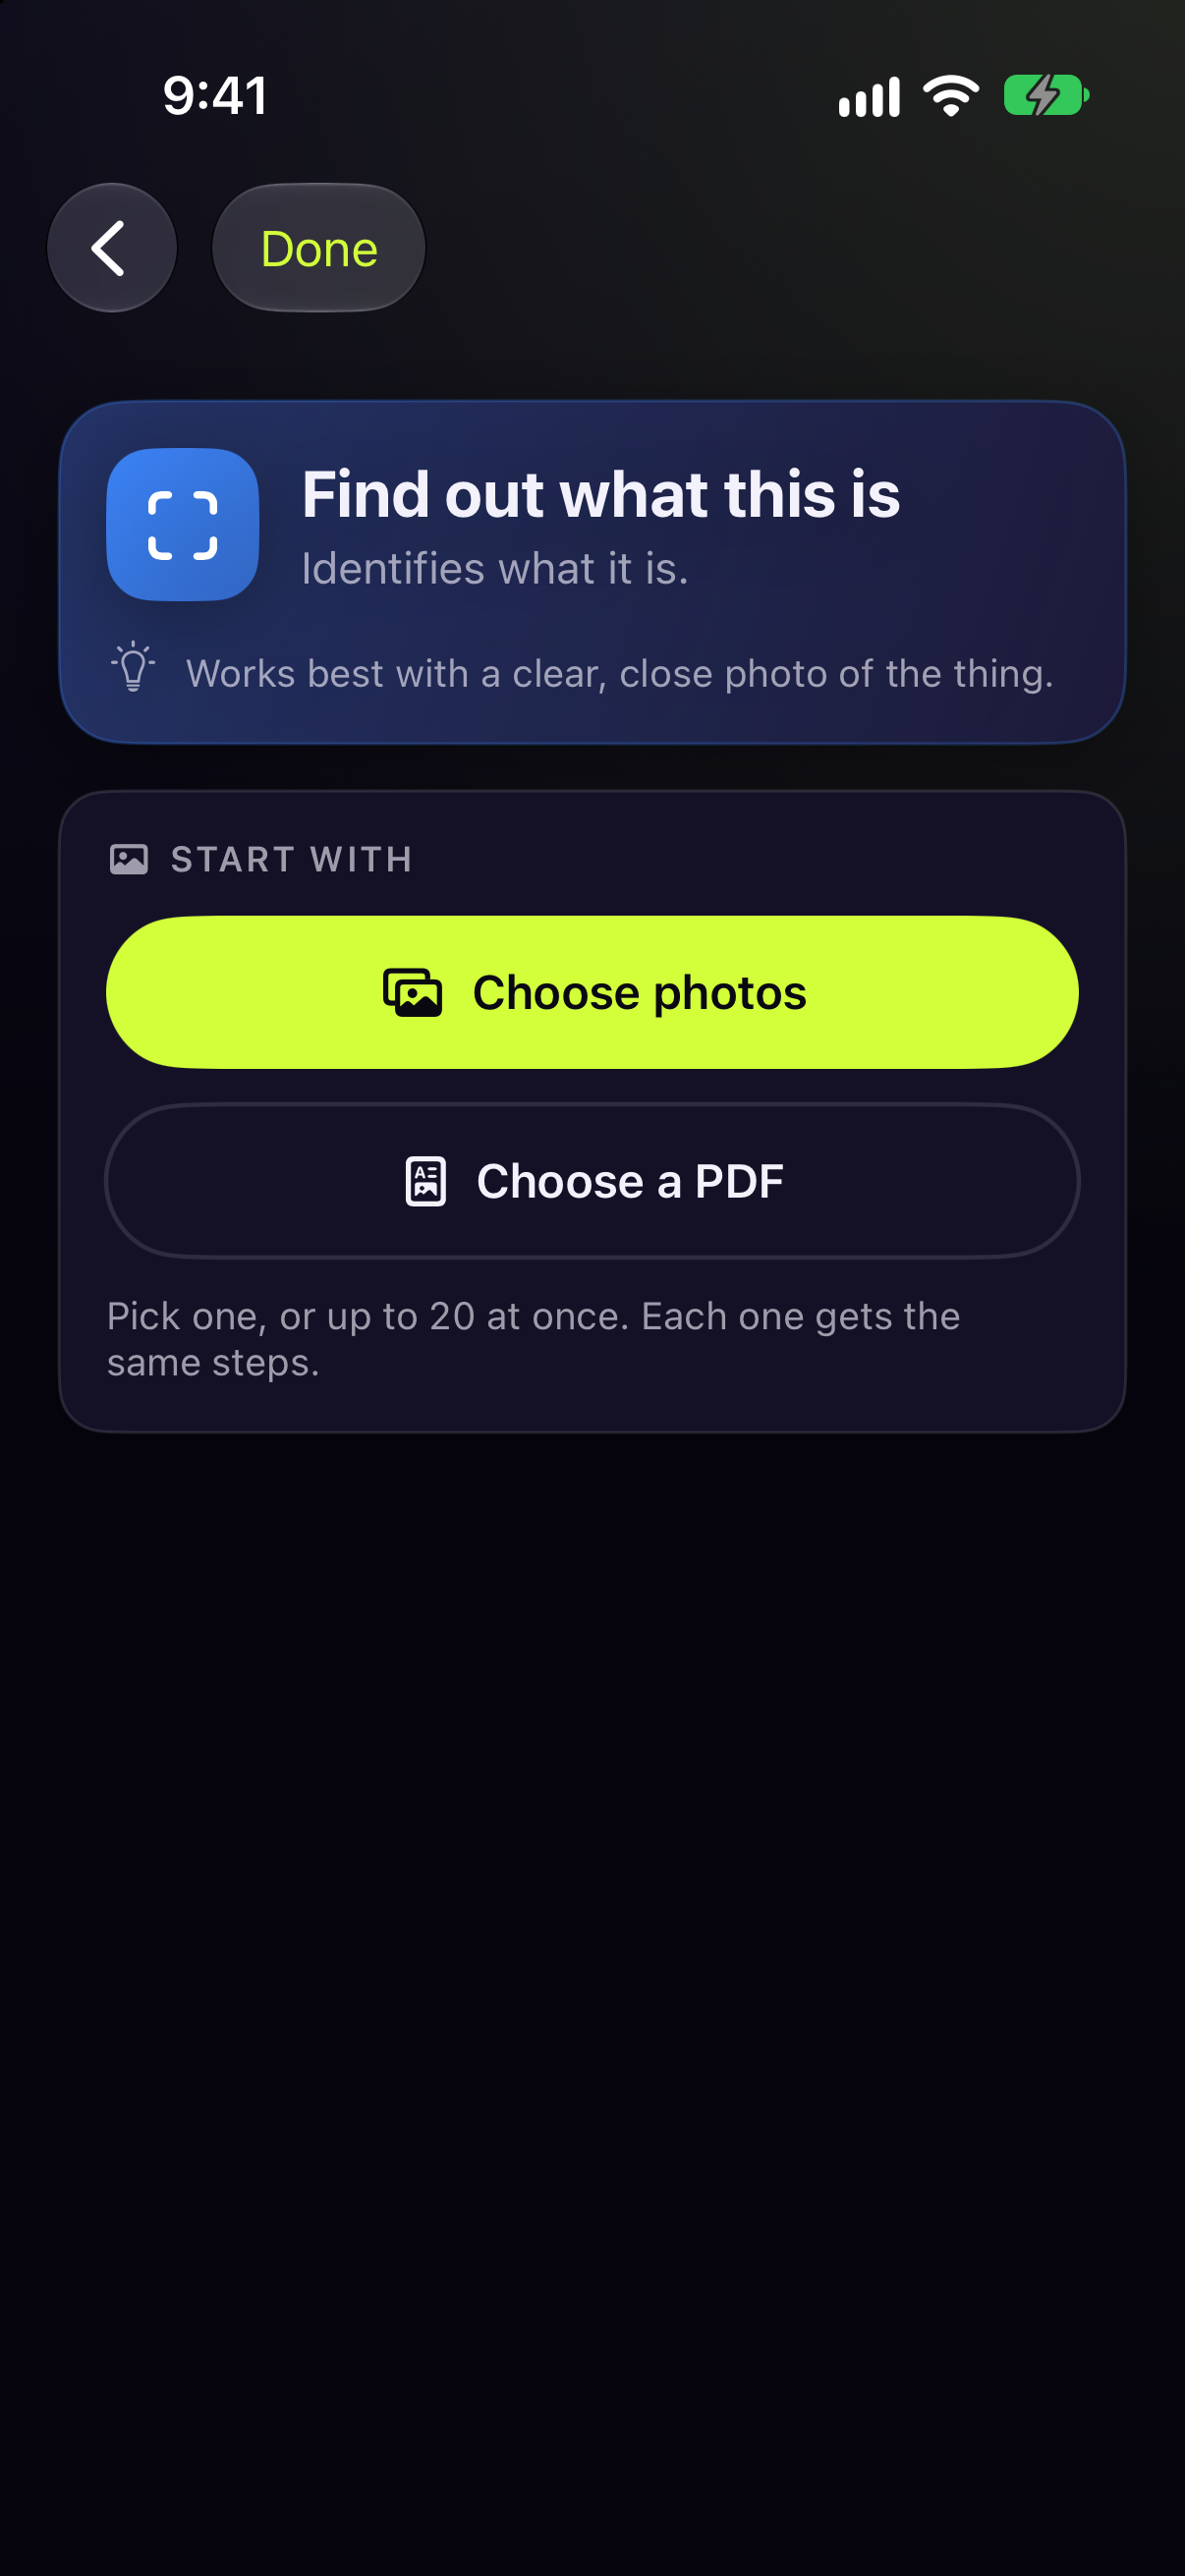 9:41
Done
Find out what this is
Identifies what it is.
Works best with a clear, close photo of the thing.
START WITH
Choose photos
Choose a PDF
Pick one, or up to 20 at once. Each one gets the
same steps.